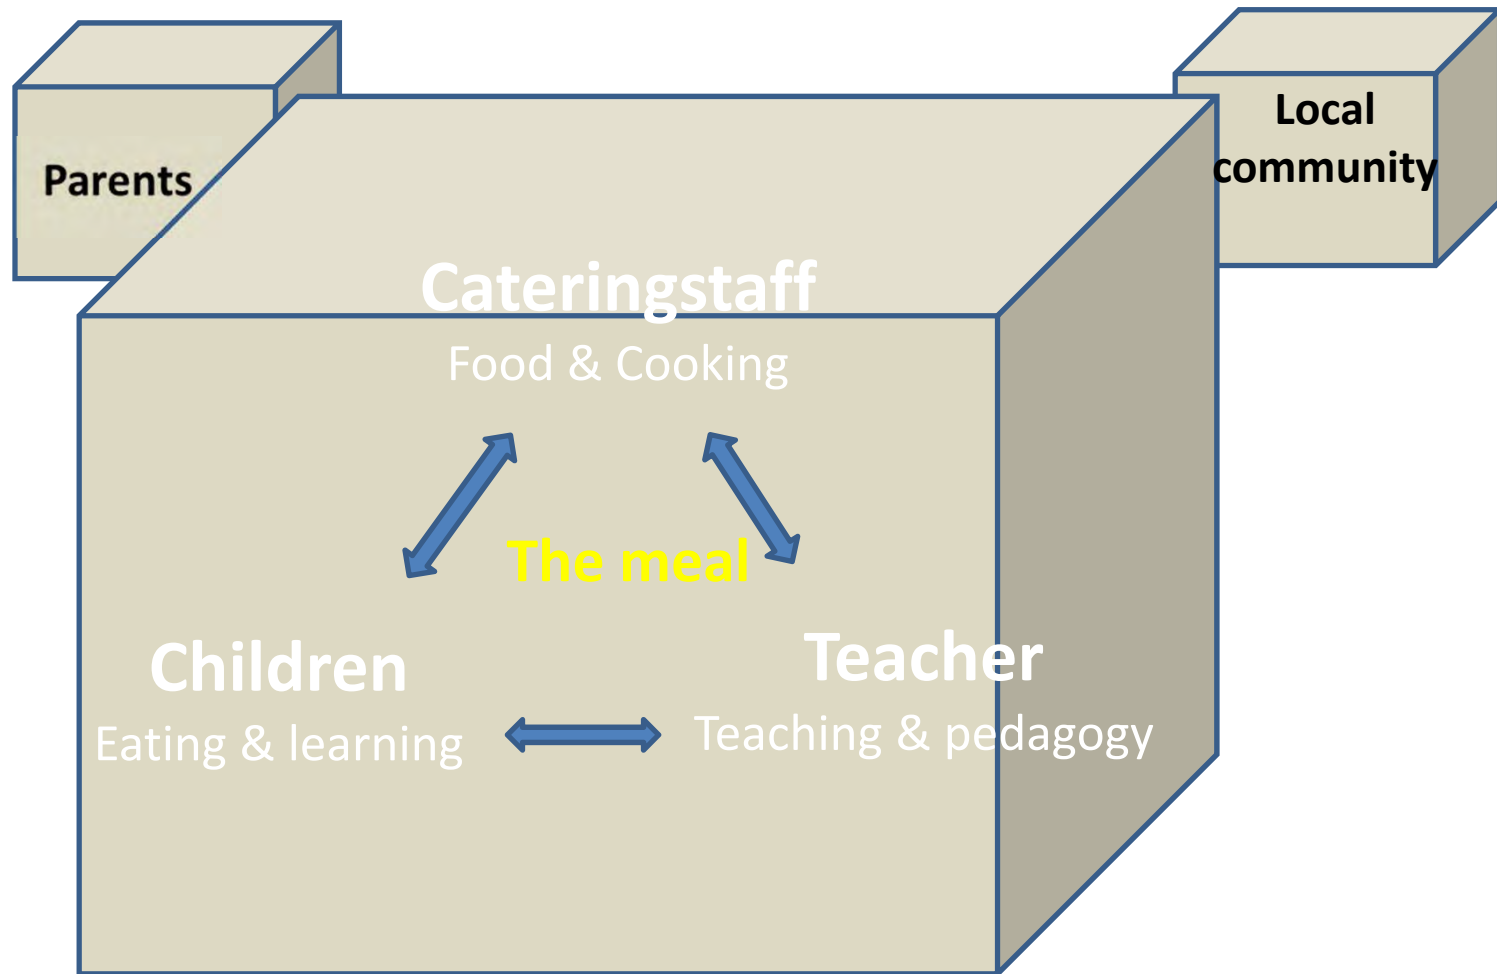 Parents
Local
community
Cateringstaff
Food & Cooking
The meal
Children
Eating & learning
Teacher
Teaching & pedagogy